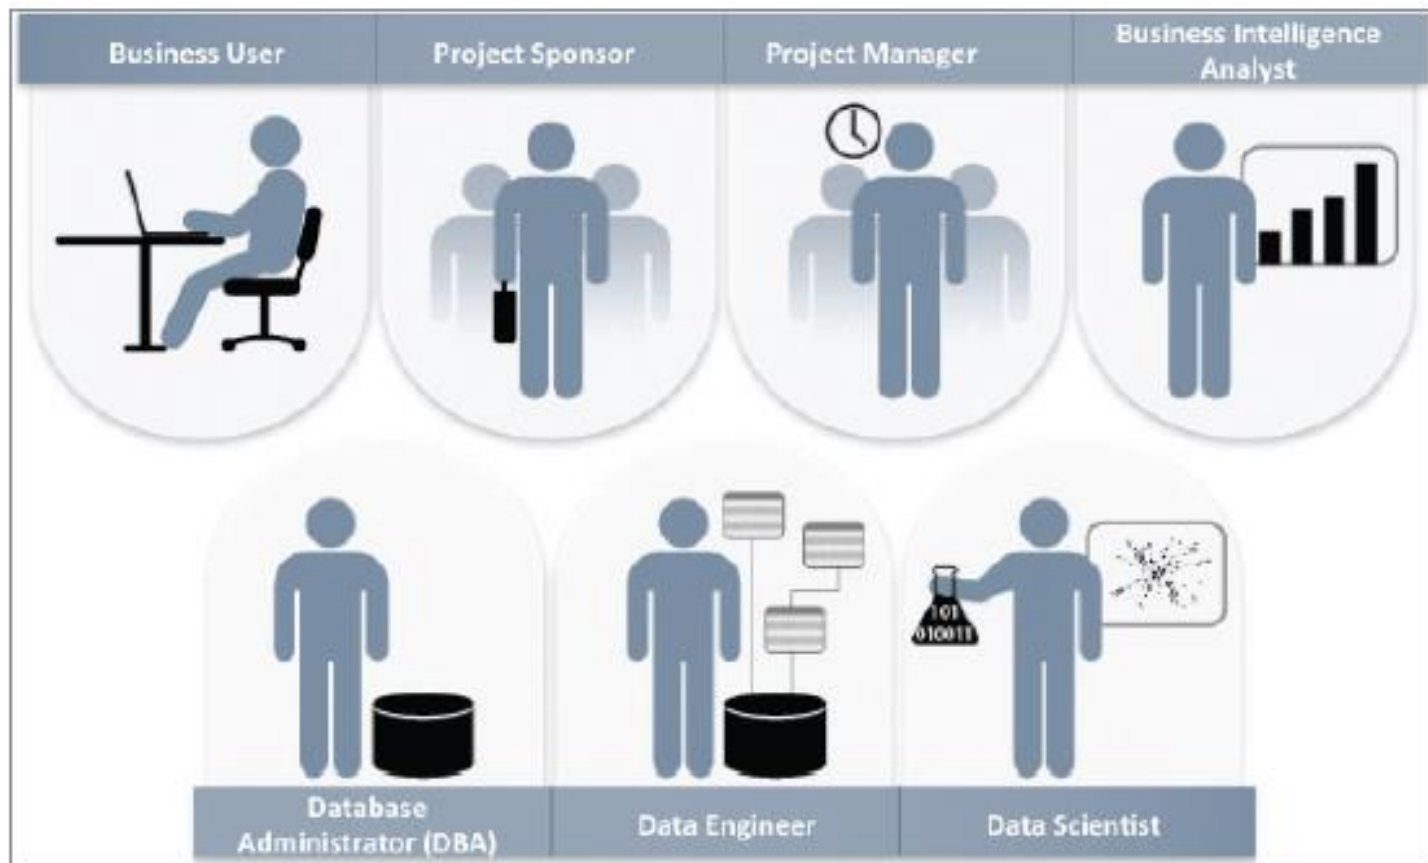 Business User
Project Sponsor
Project Manager
Business Intelligence
Analyst
101
010011
Database
Administrator (DBA)
Data Engineer
Data Scientist